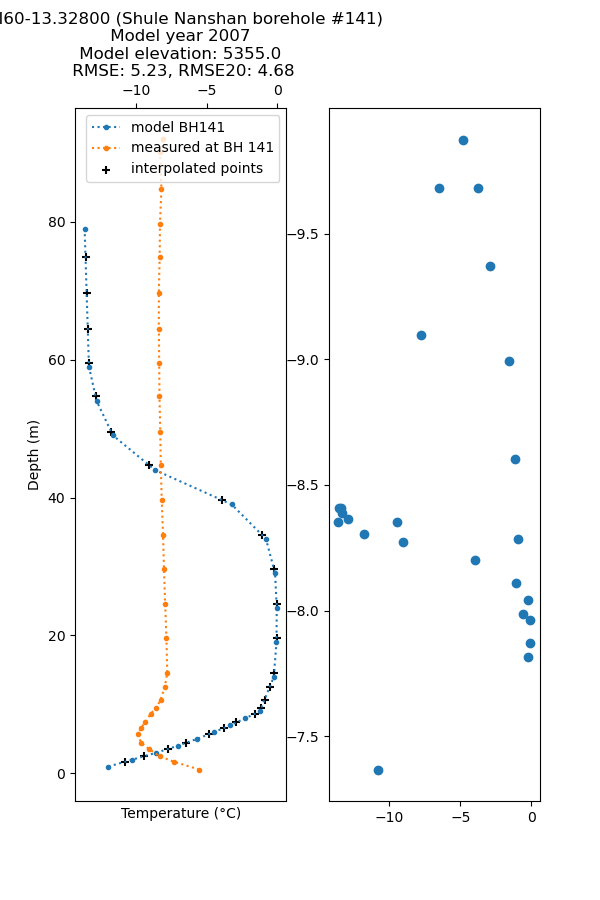 l60-13.32800 (Shule Nanshan borehole #141)
Model year 2007
Model elevation: 5355.0
RMSE: 5.23, RMSE20: 4.68
−10 −5 0
model BH141
measured at BH 141
interpolated points
80
60
40
20
0
Depth (m)
Temperature (°C)
−9.5
−9.0
−8.5
−8.0
−7.5
−10 −5 0